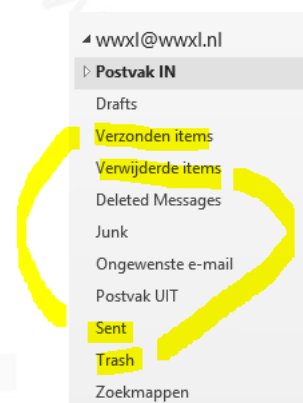 wwxl@wwxl.nl
Postvak IN
Drafts
Verzonden items
Verwijderde items
Deleted Messages
Junk
Ongewenste e-mail
Postvak UIT
Sent
Trash
Zoekmappen